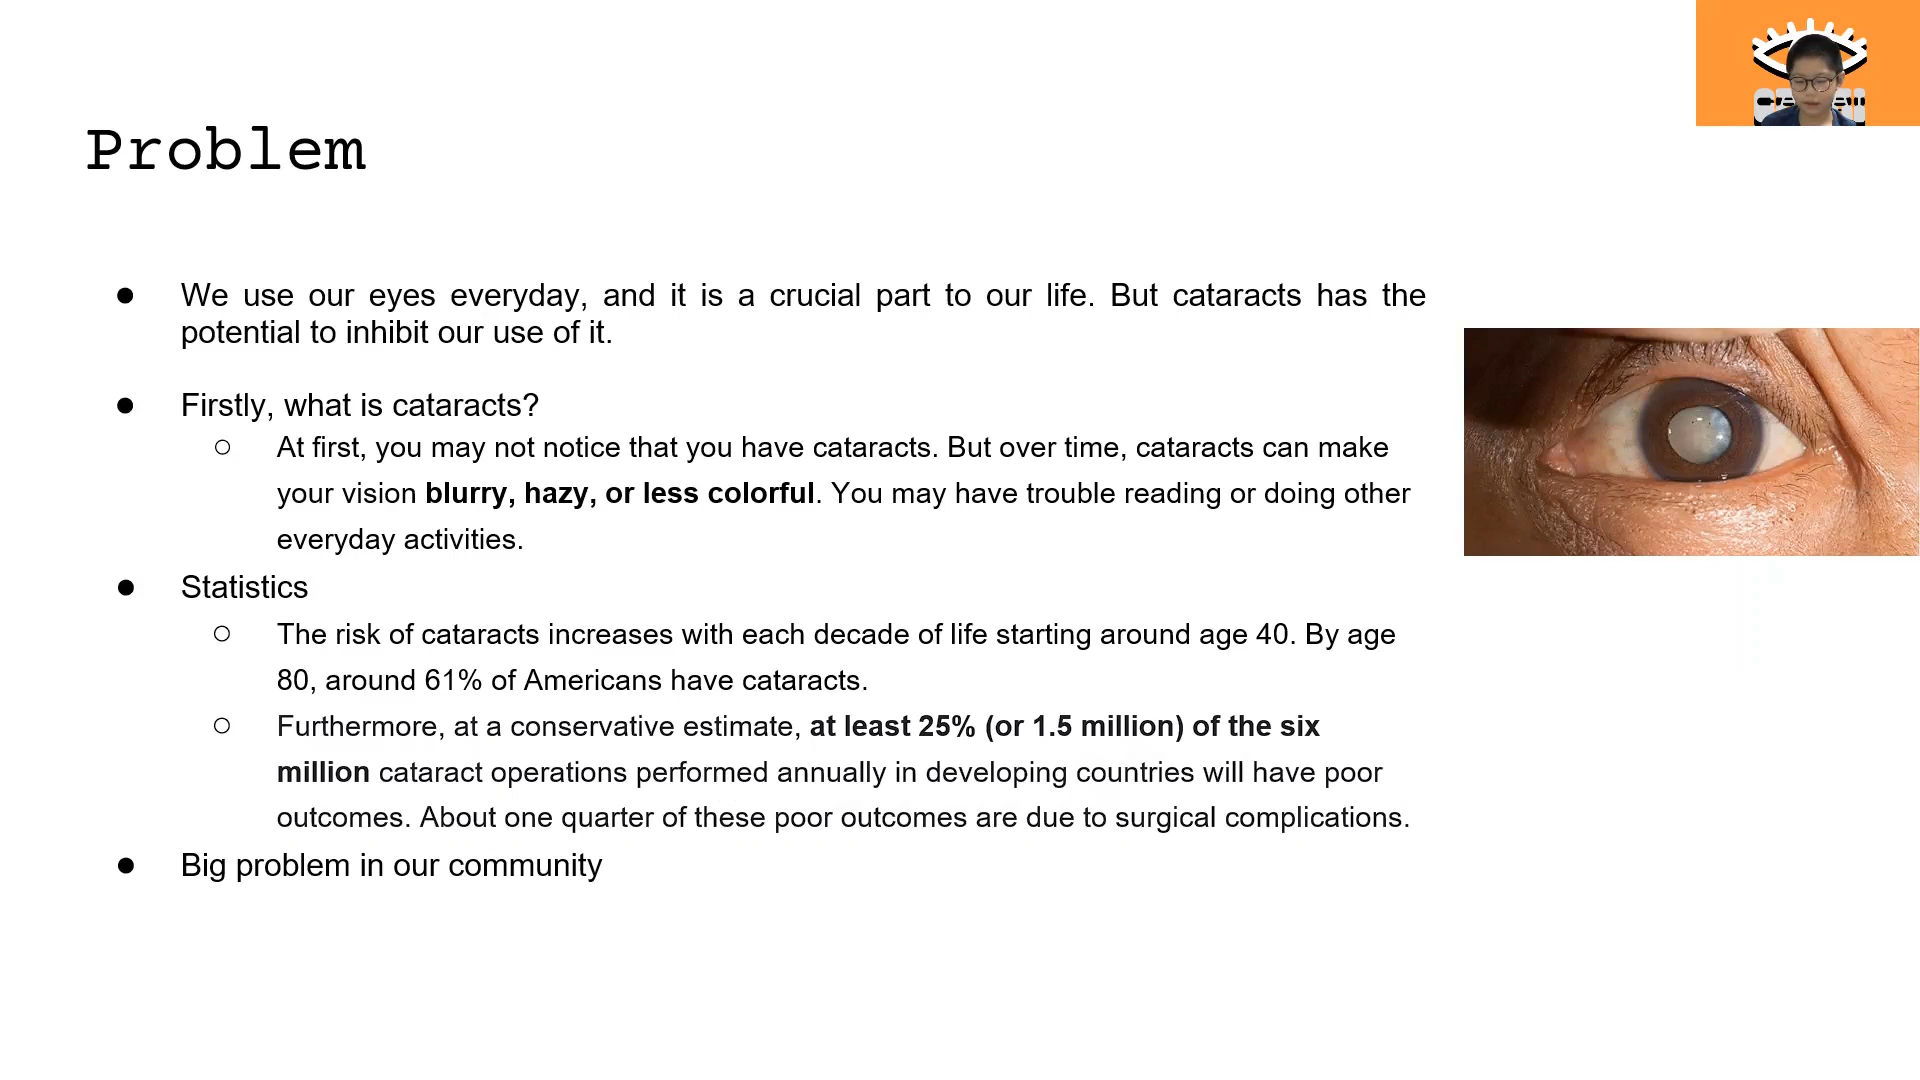 Problem
● We use our eyes everyday, and it is a crucial part to our life. But cataracts has the
potential to inhibit our use of it.
● Firstly, what is cataracts?
○ At first, you may not notice that you have cataracts. But over time, cataracts can make
your vision blurry, hazy, or less colorful. You may have trouble reading or doing other
everyday activities.
● Statistics
○ The risk of cataracts increases with each decade of life starting around age 40. By age
80, around 61% of Americans have cataracts.
○ Furthermore, at a conservative estimate, at least 25% (or 1.5 million) of the six
million cataract operations performed annually in developing countries will have poor
outcomes. About one quarter of these poor outcomes are due to surgical complications.
● Big problem in our community